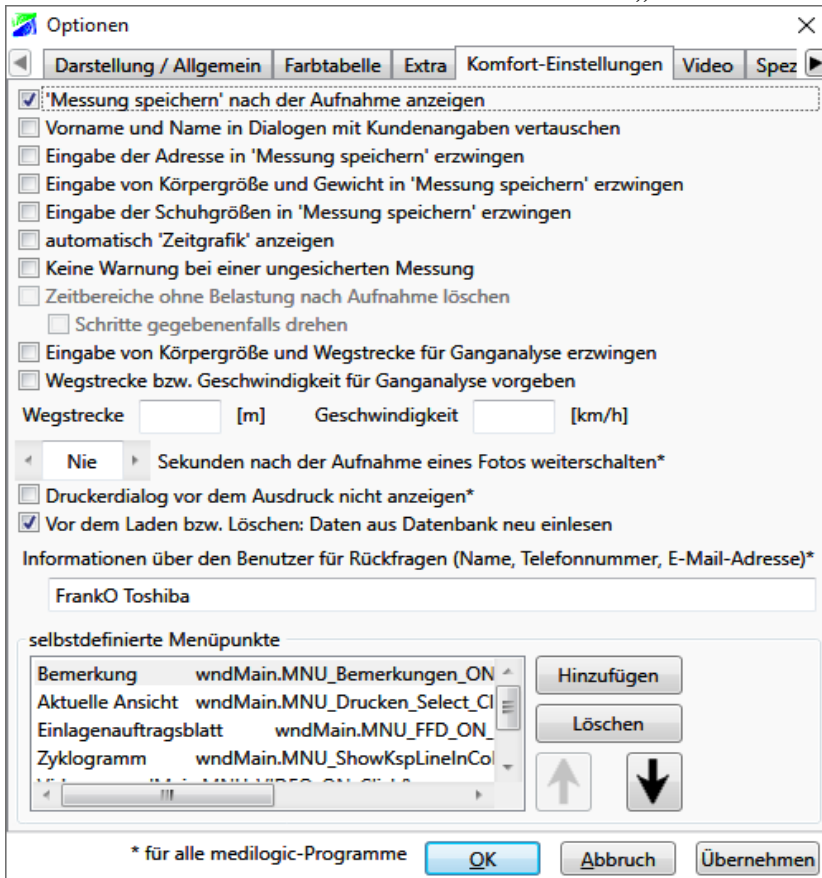 „
Optionen
Darstellung / Allgemein Farbtabelle Extra Komfort-Einstellungen Video Spez
'Messung speichern' nach der Aufnahme anzeigen
Vorname und Name in Dialogen mit Kundenangaben vertauschen
Eingabe der Adresse in 'Messung speichern' erzwingen
Eingabe von Körpergröße und Gewicht in 'Messung speichern' erzwingen
Eingabe der Schuhgrößen in 'Messung speichern' erzwingen
automatisch 'Zeitgrafik' anzeigen
Keine Warnung bei einer ungesicherten Messung
Zeitbereiche ohne Belastung nach Aufnahme löschen
Schritte gegebenenfalls drehen
Eingabe von Körpergröße und Wegstrecke für Ganganalyse erzwingen
Wegstrecke bzw. Geschwindigkeit für Ganganalyse vorgeben
Wegstrecke [m] Geschwindigkeit [km/h]
Nie Sekunden nach der Aufnahme eines Fotos weiterschalten*
Druckerdialog vor dem Ausdruck nicht anzeigen*
Vor dem Laden bzw. Löschen: Daten aus Datenbank neu einlesen
Informationen über den Benutzer für Rückfragen (Name, Telefonnummer, E-Mail-Adresse)*
FrankO Toshiba
selbstdefinierte Menüpunkte
Bemerkung wndMain.MNU_Bemerkungen_ON
Aktuelle Ansicht wndMain.MNU_Drucken_Select_Cl
Einlagenauftragsblatt wndMain.MNU_FFD_ON_
Zyklogramm wndMain.MNU_ShowKspLineInCol
Hinzufügen
Löschen
* für alle medilogic-Programme OK Abbruch Übernehmen